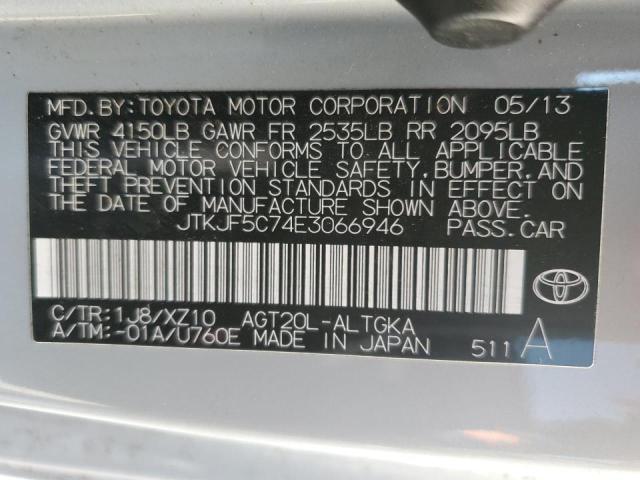 MFD.BY:TOYOTA MOTOR CORPORATION 05/13
GVWR 4150LB GAWR FR 2535LB RR 2095LB
THIS VEHICLE CONFORMS TO ALL APPLICABLE
FEDERAL MOTOR VEHICLE SAFETY,BUMPER,AND
THEFT PREVENTION STANDARDS IN EFFECT ON
THE DATE OF MANUFACTURE SHOWN ABOVE.
JTKJF5C74E3066946 PASS.CAR
C/TR:1J8/XZ10 AGT20L-ALTGKA
A/TM:-01A/U760E MADE IN JAPAN 511 A